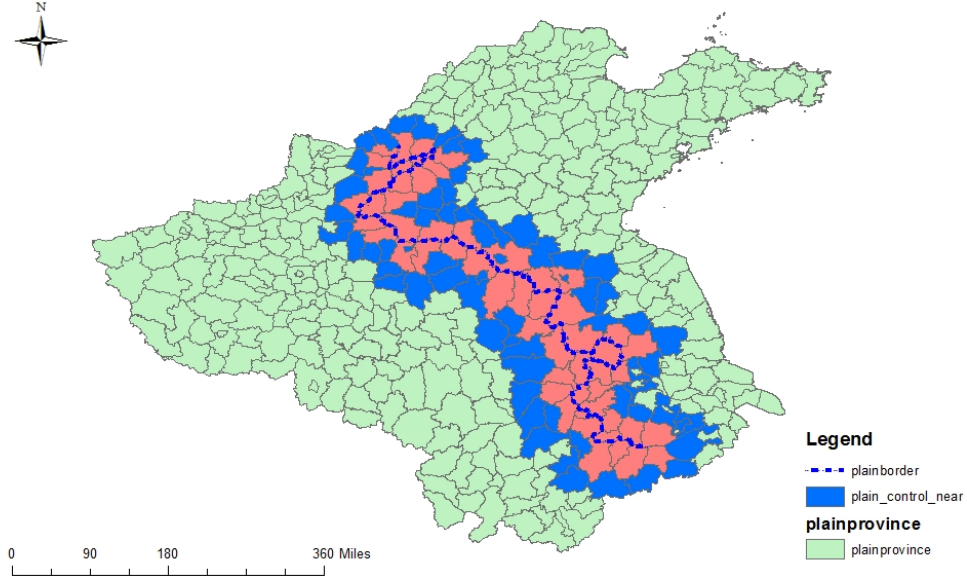 N
Legend
plainborder
plain_control_near
plainprovince
plainprovince
0 90 180 360 Miles